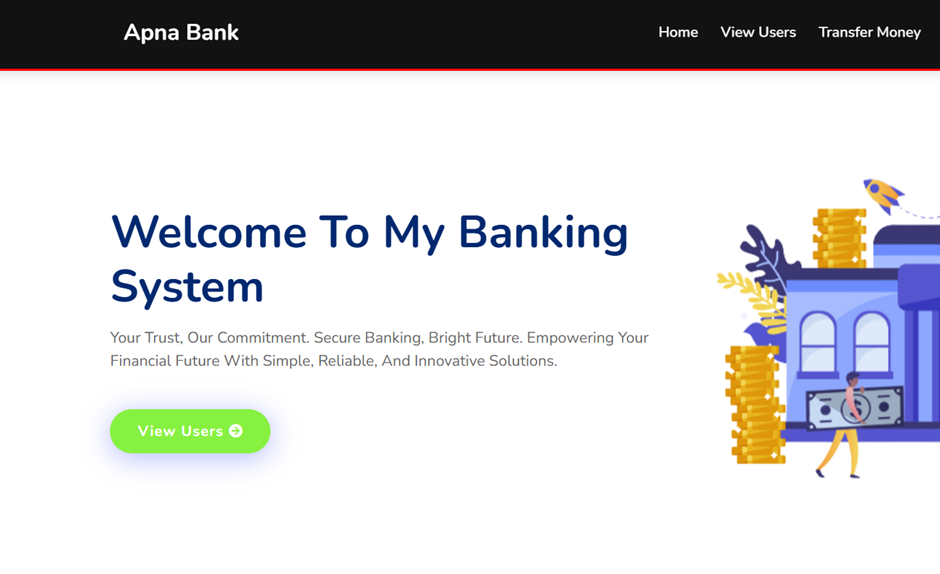 Apna Bank
Home View Users Transfer Money
Welcome To My Banking
System
Your Trust, Our Commitment. Secure Banking, Bright Future. Empowering Your
Financial Future With Simple, Reliable, And Innovative Solutions.
View Users
$